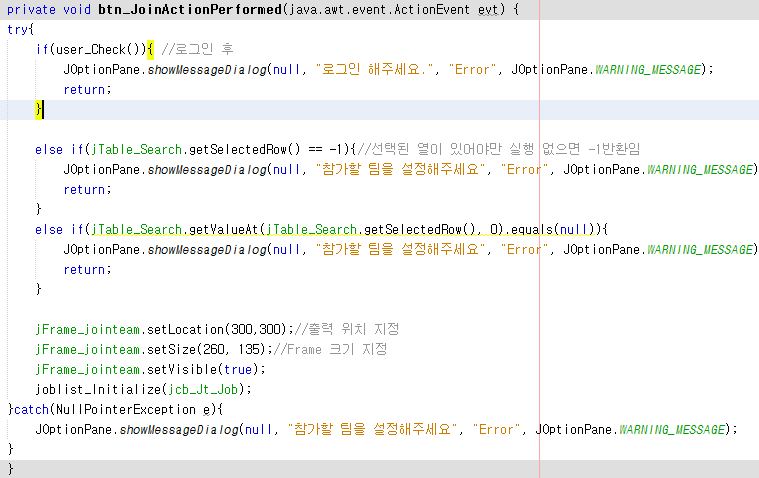 private void btn_JoinActionPerformed(java.awt.event.ActionEvent evt) {
try{
if(user_Check()){ //로그인 후
JOptionPane.showMessageDialog(null, "로그인 해주세요.", "Error", JOptionPane.WARNING_MESSAGE);
return;
}
else if(jTable_Search.getSelectedRow() == -1){//선택된 열이 있어야만 실행 없으면 -1반환임
JOptionPane.showMessageDialog(null, "참가할 팀을 설정해주세요", "Error", JOptionPane.WARNING_MESSAGE)
return;
}
else if(jTable_Search.getValueAt(jTable_Search.getSelectedRow(), 0).equals(null)){
JOptionPane.showMessageDialog(null, "참가할 팀을 설정해주세요", "Error", JOptionPane.WARNING_MESSAGE)
return;
}
jFrame_jointeam.setLocation(300,300);//출력 위치 지정
jFrame_jointeam.setSize(260, 135);//Frame 크기 지정
jFrame_jointeam.setVisible(true);
joblist_Initialize(jcb_Jt_Job);
}catch(NullPointerException e){
JOptionPane.showMessageDialog(null, "참가할 팀을 설정해주세요", "Error", JOptionPane.WARNING_MESSAGE);
}
}